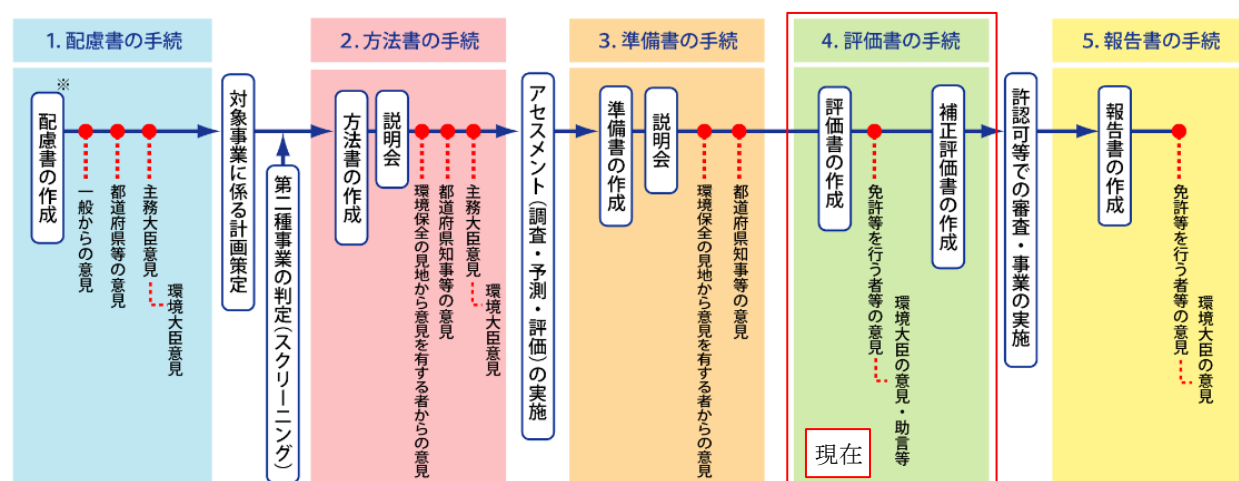 1. 配慮書の手続
※
配慮書の作成
一般からの意見
都道府県等の意見
主務大臣意見
環境大臣意見
対象事業に係る計画策定
第二種事業の判定(スクリーニング)
2. 方法書の手続
方法書の作成
説明会
環境保全の見地から意見を有する者からの意見
都道府県知事等の意見
主務大臣意見
環境大臣意見
アセスメント(調査・予測・評価)の実施
3. 準備書の手続
準備書の作成
説明会
環境保全の見地から意見を有する者からの意見
都道府県知事等の意見
4. 評価書の手続
評価書の作成
免許等を行う者等の意見
環境大臣の意見・助言等
補正評価書の作成
現在
許認可等での審査・事業の実施
5. 報告書の手続
報告書の作成
免許等を行う者等の意見
環境大臣の意見